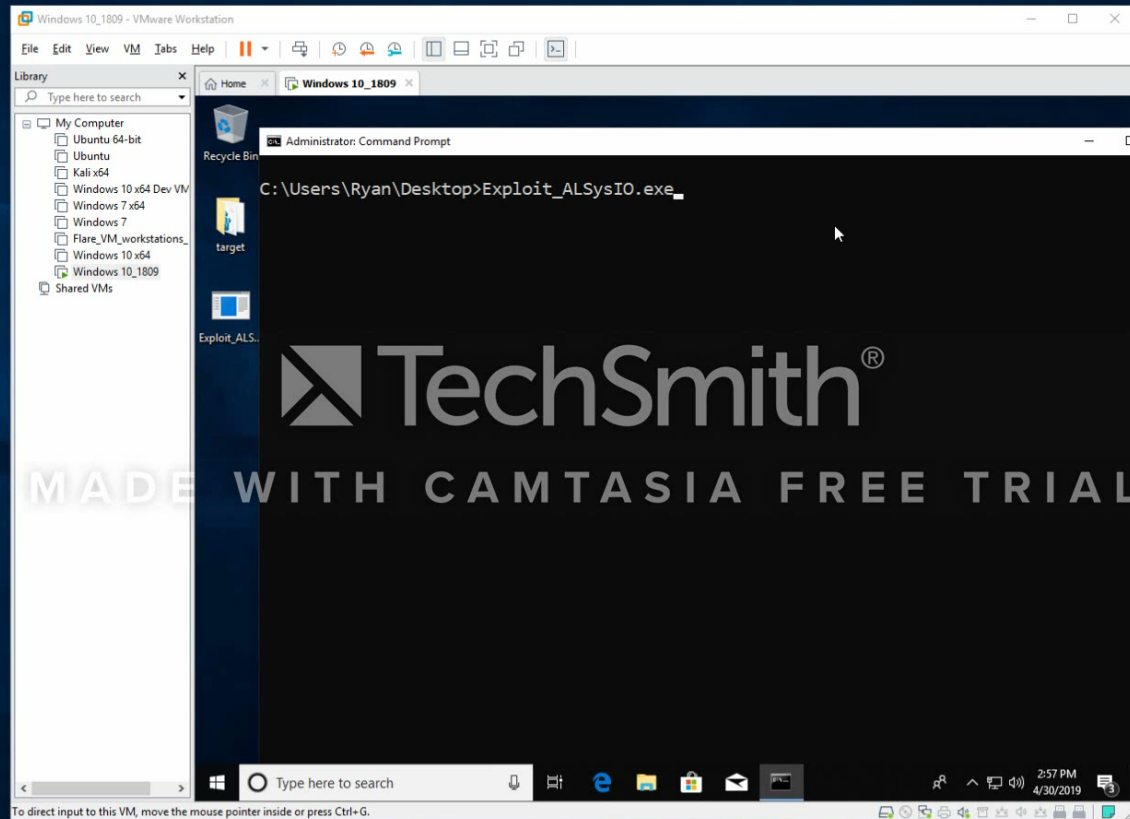 Windows 10_1809 - VMware Workstation
File Edit View VM Tabs Help
Library
Home
Windows 10_1809
Type here to search
My Computer
Ubuntu 64-bit
Ubuntu
Kali x64
Windows 10 x64 Dev VM
Windows 7 x64
Windows 7
Flare_VM_workstations_
Windows 10 x64
Windows 10_1809
Shared VMs
Recycle Bin
target
Exploit_ALS...
Administrator: Command Prompt
C:\Users\Ryan\Desktop>Exploit_ALSysIO.exe
TechSmith®
MADE WITH CAMTASIA FREE TRIAL
Type here to search
2:57 PM
4/30/2019
3
To direct input to this VM, move the mouse pointer inside or press Ctrl+G.